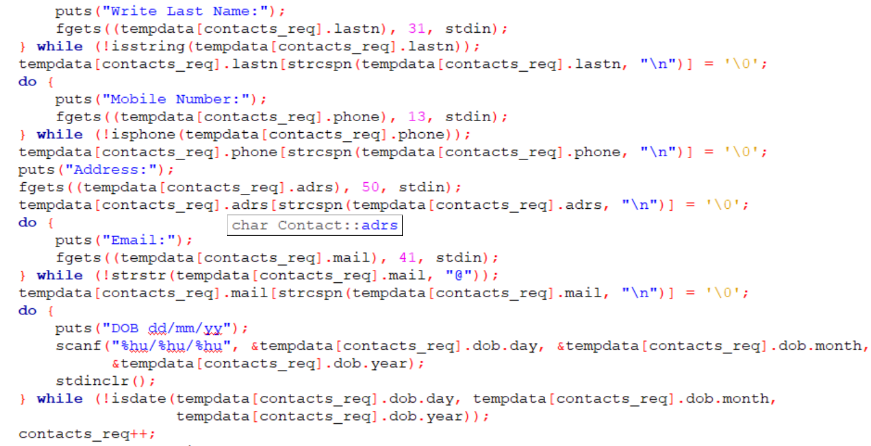 puts("Write Last Name:");
fgets((tempdata[contacts_req].lastn), 31, stdin);
} while (!isstring(tempdata[contacts_req].lastn));
tempdata[contacts_req].lastn[strcspn(tempdata[contacts_req].lastn, "\n")] = '\0';
do {
puts("Mobile Number:");
fgets((tempdata[contacts_req].phone), 13, stdin);
} while (!isphone(tempdata[contacts_req].phone));
tempdata[contacts_req].phone[strcspn(tempdata[contacts_req].phone, "\n")] = '\0';
puts("Address:");
fgets((tempdata[contacts_req].adrs), 50, stdin);
tempdata[contacts_req].adrs[strcspn(tempdata[contacts_req].adrs, "\n")] = '\0';
do {
char Contact::adrs
puts("Email:");
fgets((tempdata[contacts_req].mail), 41, stdin);
} while (!strstr(tempdata[contacts_req].mail, "@"));
tempdata[contacts_req].mail[strcspn(tempdata[contacts_req].mail, "\n")] = '\0';
do {
puts("DOB dd/mm/yy");
scanf("%hu/%hu/%hu", &tempdata[contacts_req].dob.day, &tempdata[contacts_req].dob.month,
&tempdata[contacts_req].dob.year);
stdinclr();
} while (!isdate(tempdata[contacts_req].dob.day, tempdata[contacts_req].dob.month,
tempdata[contacts_req].dob.year));
contacts_req++;